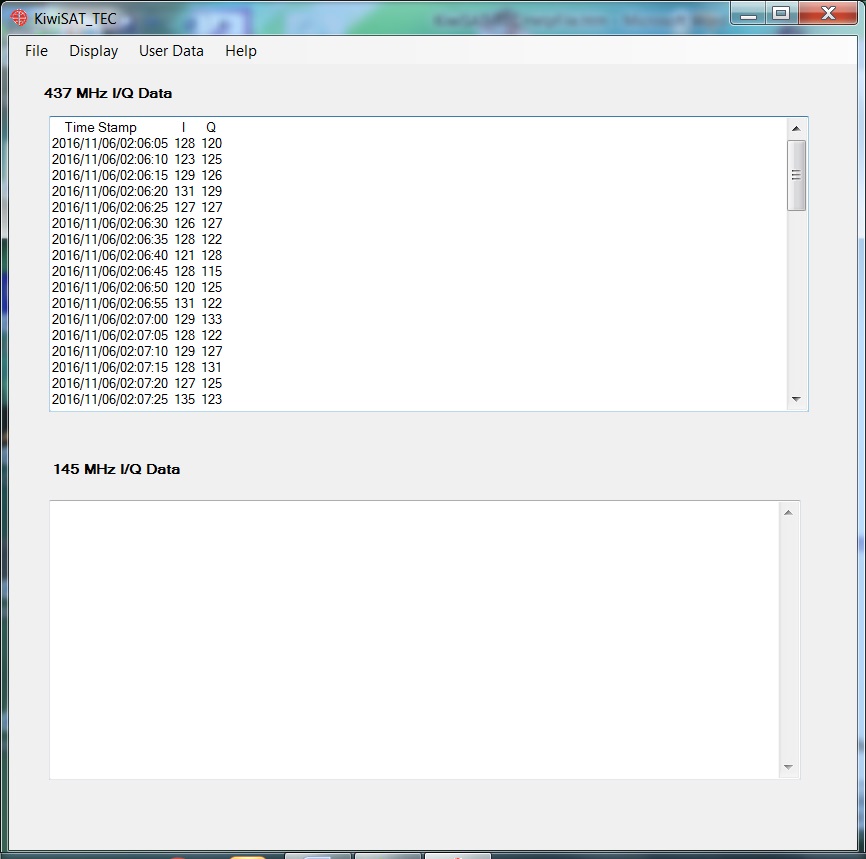 KiwiSAT_TEC
File Display User Data Help
437 MHz I/Q Data
Time Stamp I Q
2016/11/06/02:06:05 128 120
2016/11/06/02:06:10 123 125
2016/11/06/02:06:15 129 126
2016/11/06/02:06:20 131 129
2016/11/06/02:06:25 127 127
2016/11/06/02:06:30 126 127
2016/11/06/02:06:35 128 122
2016/11/06/02:06:40 121 128
2016/11/06/02:06:45 128 115
2016/11/06/02:06:50 120 125
2016/11/06/02:06:55 131 122
2016/11/06/02:07:00 129 133
2016/11/06/02:07:05 128 122
2016/11/06/02:07:10 129 127
2016/11/06/02:07:15 128 131
2016/11/06/02:07:20 127 125
2016/11/06/02:07:25 135 123
145 MHz I/Q Data